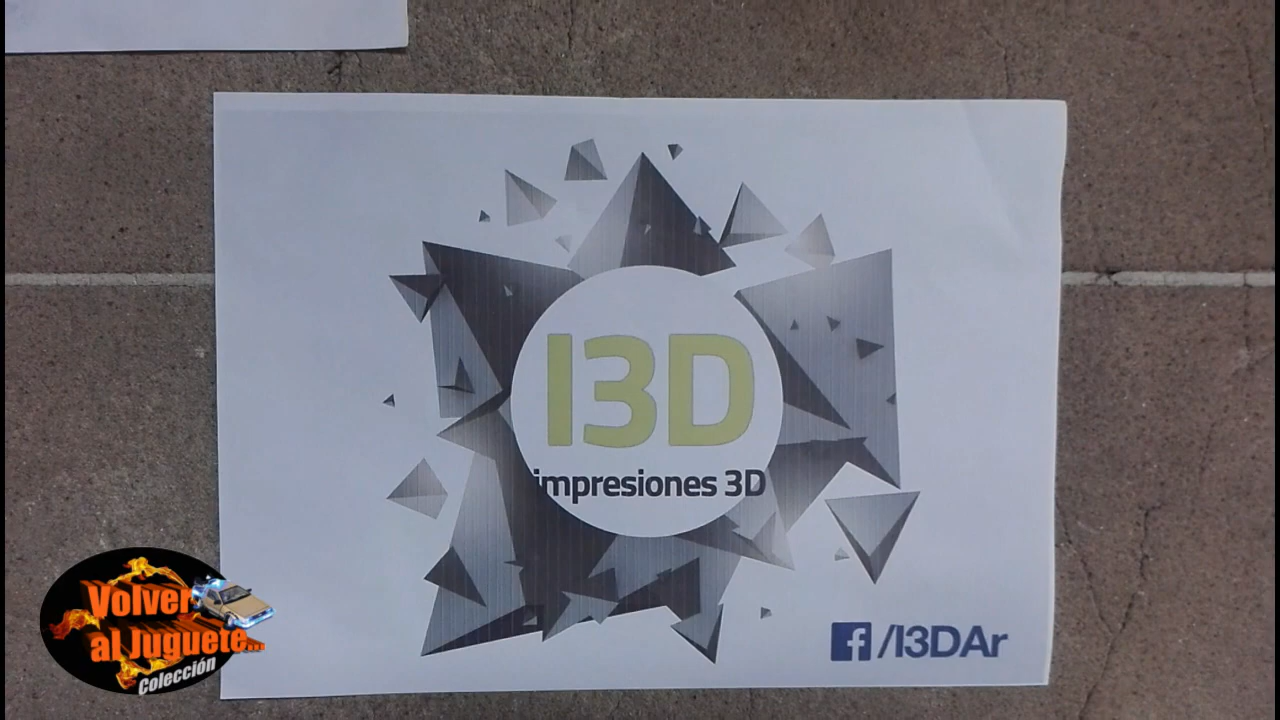 I3D
impresiones 3D
f/I3DAr
Volver
al Juguete...
Colección